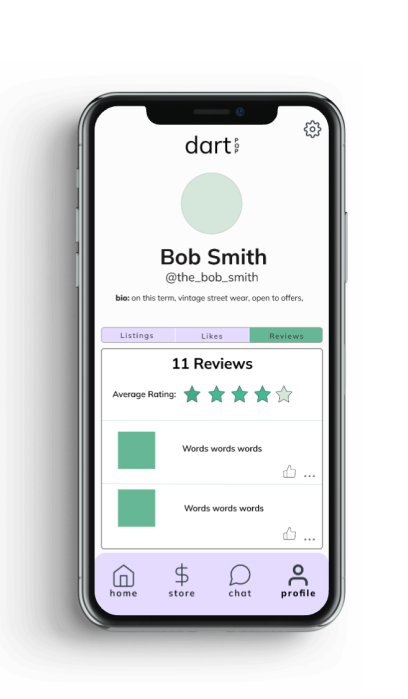 dart POP
Bob Smith
@the_bob_smith
bio: on this term, vintage street wear, open to offers,
Listings Likes Reviews
11 Reviews
Average Rating:
Words words words
...
Words words words
...
home store chat profile